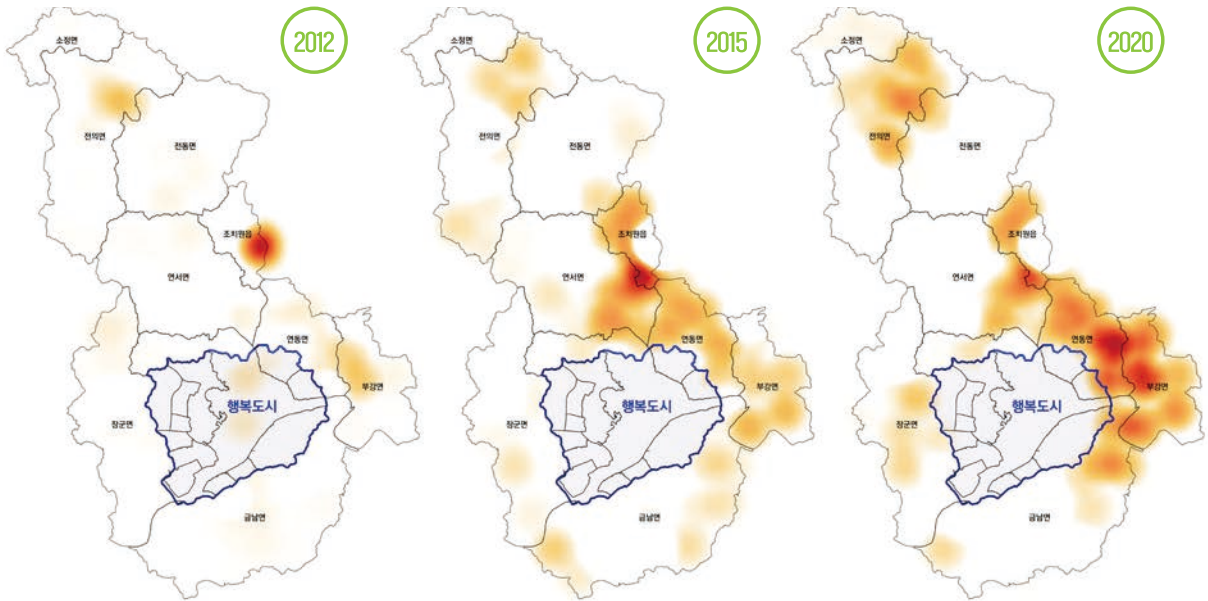 2012
소정면
전의면
전동면
조치원읍
연서면
연동면
부강면
행복도시
장군면
금남면
2015
소정면
전의면
전동면
조치원읍
연서면
연동면
부강면
행복도시
장군면
금남면
2020
소정면
전의면
전동면
조치원읍
연서면
연동면
부강면
행복도시
장군면
금남면